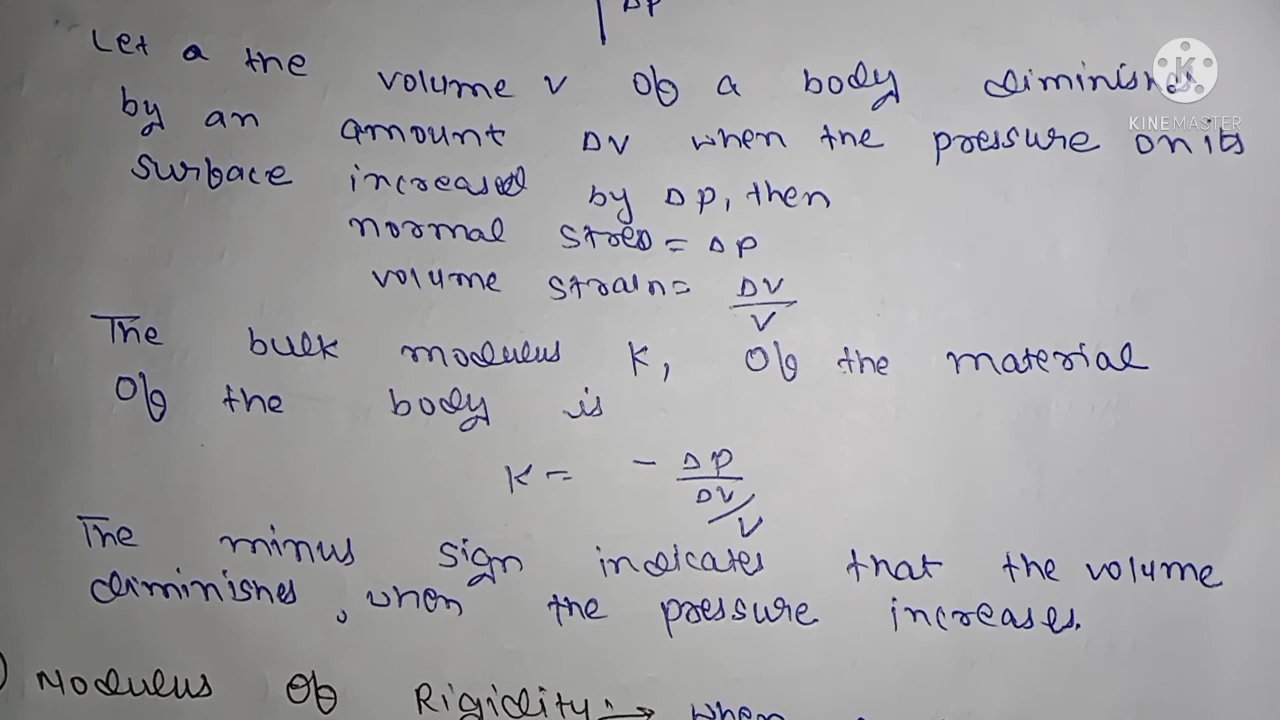 ΔP
Let a the volume V of a body diminishes
by an amount ΔV when the pressure on its
surface increased by ΔP, then
normal stress = ΔP
volume strain = ΔV/V
The bulk modulus K, of the material
of the body is
K = - ΔP / ΔV/V
The minus sign indicates that the volume
diminishes, when the pressure increases.
) Modulus of Rigidity:→ when
KINEMASTER